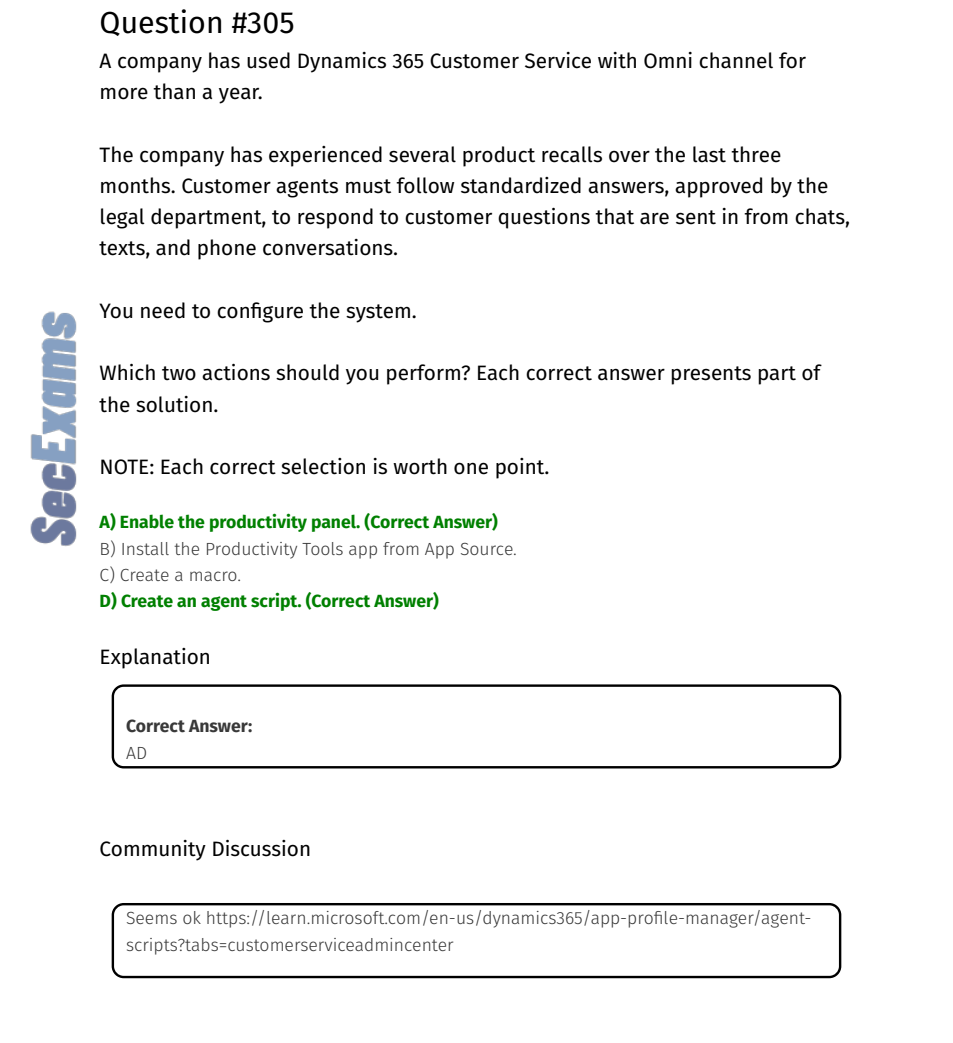 Question #305
A company has used Dynamics 365 Customer Service with Omni channel for
more than a year.
The company has experienced several product recalls over the last three
months. Customer agents must follow standardized answers, approved by the
legal department, to respond to customer questions that are sent in from chats,
texts, and phone conversations.
You need to configure the system.
Which two actions should you perform? Each correct answer presents part of
the solution.
NOTE: Each correct selection is worth one point.
SecExams
A) Enable the productivity panel. (Correct Answer)
B) Install the Productivity Tools app from App Source.
C) Create a macro.
D) Create an agent script. (Correct Answer)
Explanation
Correct Answer:
AD
Community Discussion
Seems ok https://learn.microsoft.com/en-us/dynamics365/app-profile-manager/agent-
scripts?tabs=customerserviceadmincenter